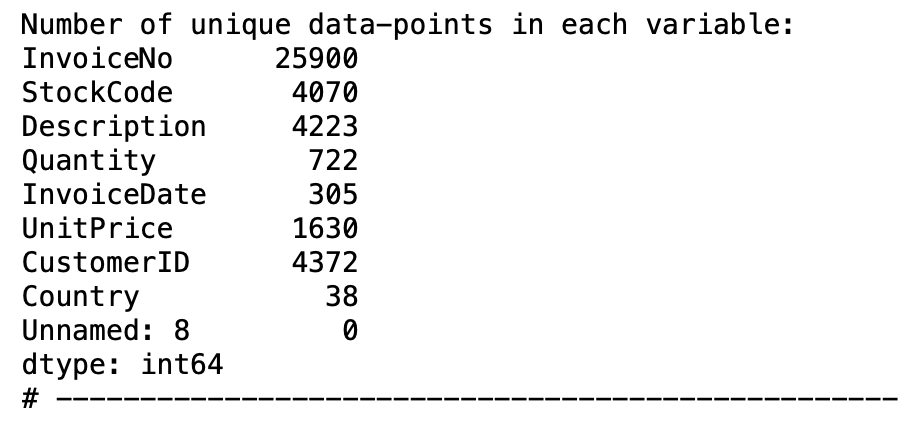 Number of unique data-points in each variable:
InvoiceNo      25900
StockCode       4070
Description     4223
Quantity         722
InvoiceDate      305
UnitPrice       1630
CustomerID      4372
Country           38
Unnamed: 8         0
dtype: int64
# --------------------------------------------------